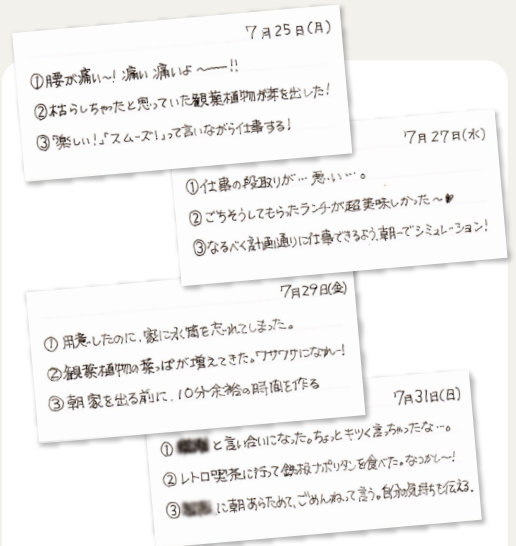 7月25日(月)
①腰が痛い〜！痛い 痛いよ〜――!!
②枯らしちゃったと思っていた観葉植物が芽を出した！
③「楽しい！」「スムーズ！」って言いながら仕事する！
7月27日(水)
①仕事の段取りが…悪い…。
②ごちそうしてもらったランチが超美味しかった〜♥
③なるべく計画通りに仕事できるよう、朝一でシミュレーション！
7月29日(金)
①用意したのに、家に水筒を忘れてしまった。
②観葉植物の葉っぱが増えてきた。ワサワサになれ〜！
③朝 家を出る前に、10分余裕の時間を作る
7月31日(日)
①と言い合いになった。ちょっとキツく言っちゃったな…。
②レトロ喫茶に行って鉄板ナポリタンを食べた。なつかし〜！
③に朝あらためて、ごめんねって言う。自分の気持ちも伝える。